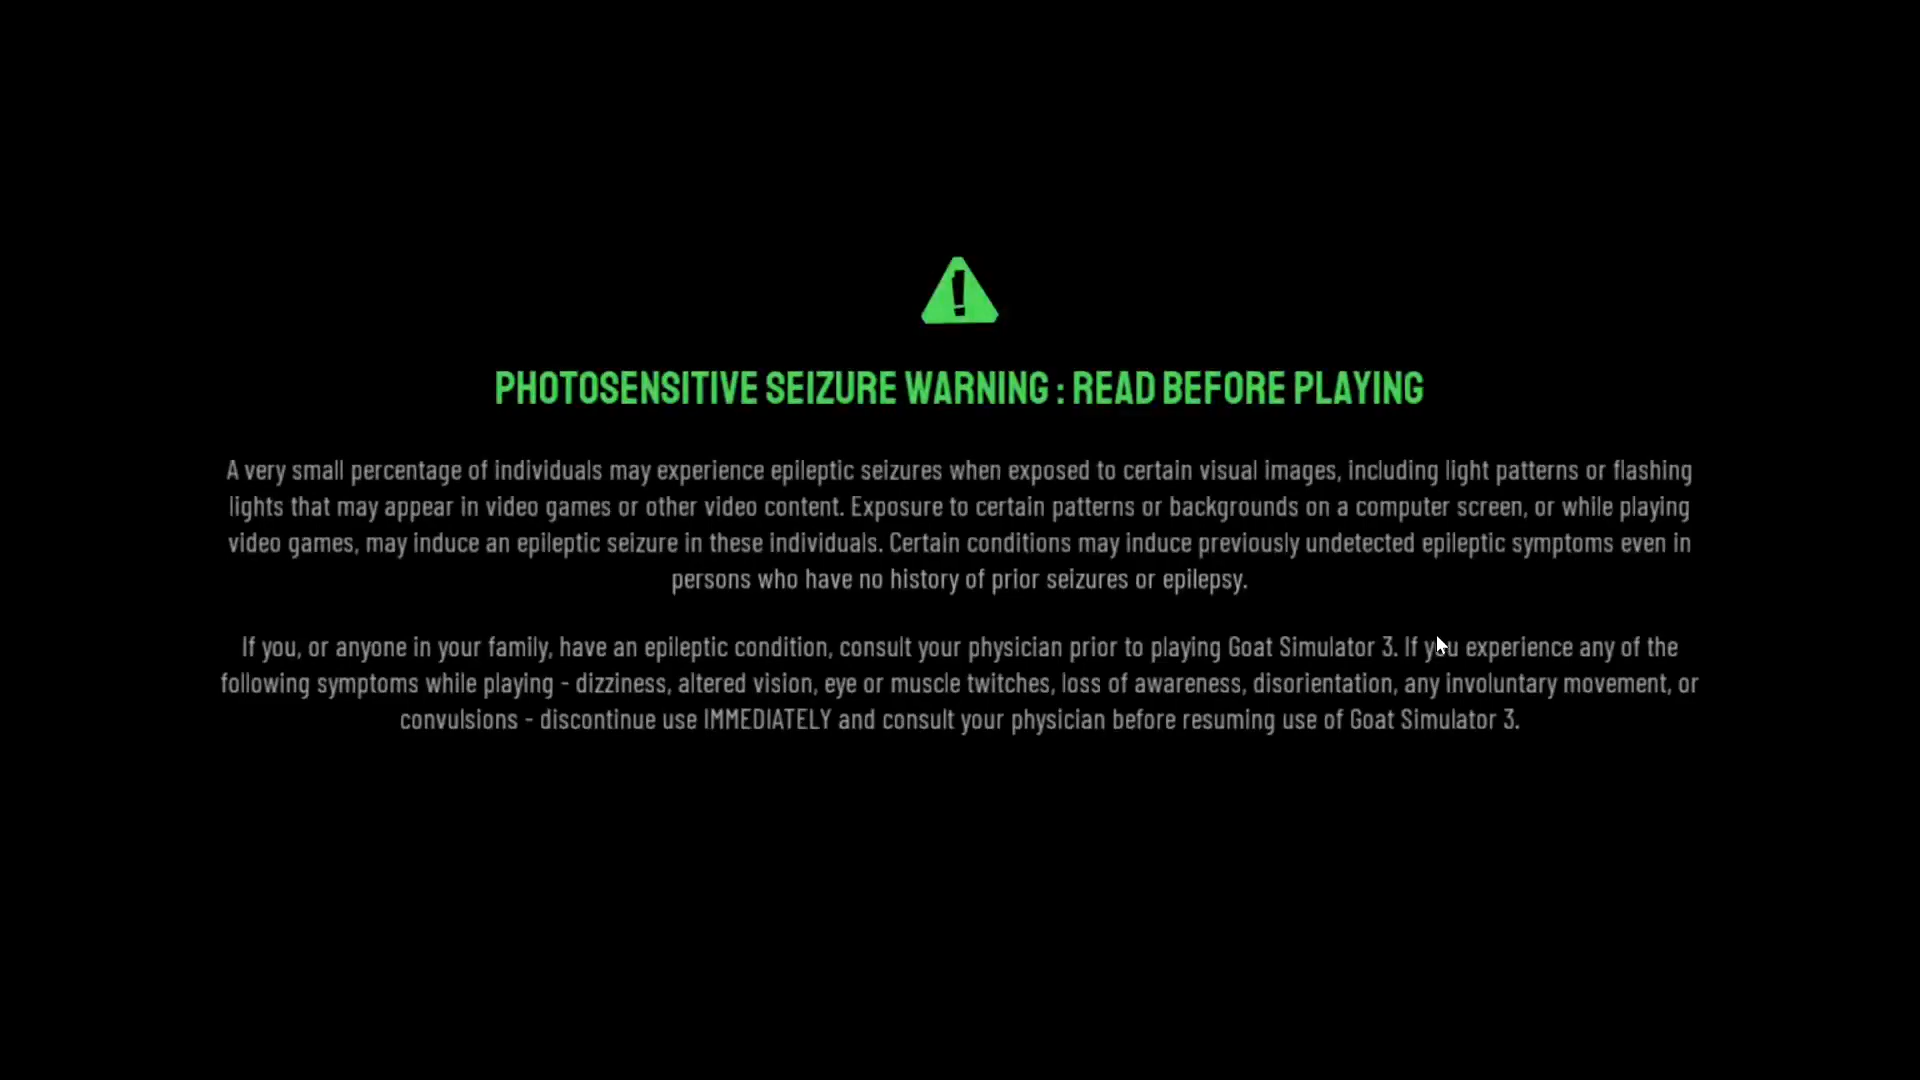 PHOTOSENSITIVE SEIZURE WARNING : READ BEFORE PLAYING
A very small percentage of individuals may experience epileptic seizures when exposed to certain visual images, including light patterns or flashing
lights that may appear in video games or other video content. Exposure to certain patterns or backgrounds on a computer screen, or while playing
video games, may induce an epileptic seizure in these individuals. Certain conditions may induce previously undetected epileptic symptoms even in
persons who have no history of prior seizures or epilepsy.
If you, or anyone in your family, have an epileptic condition, consult your physician prior to playing Goat Simulator 3. If you experience any of the
following symptoms while playing - dizziness, altered vision, eye or muscle twitches, loss of awareness, disorientation, any involuntary movement, or
convulsions - discontinue use IMMEDIATELY and consult your physician before resuming use of Goat Simulator 3.